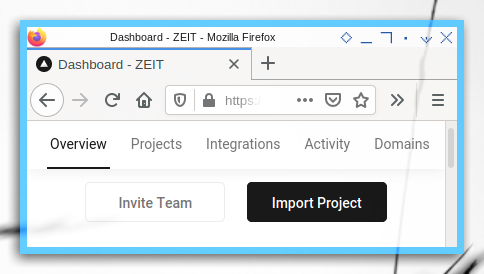 Dashboard - ZEIT - Mozilla Firefox
Dashboard - ZEIT
https:/
Overview Projects Integrations Activity Domains
Invite Team Import Project